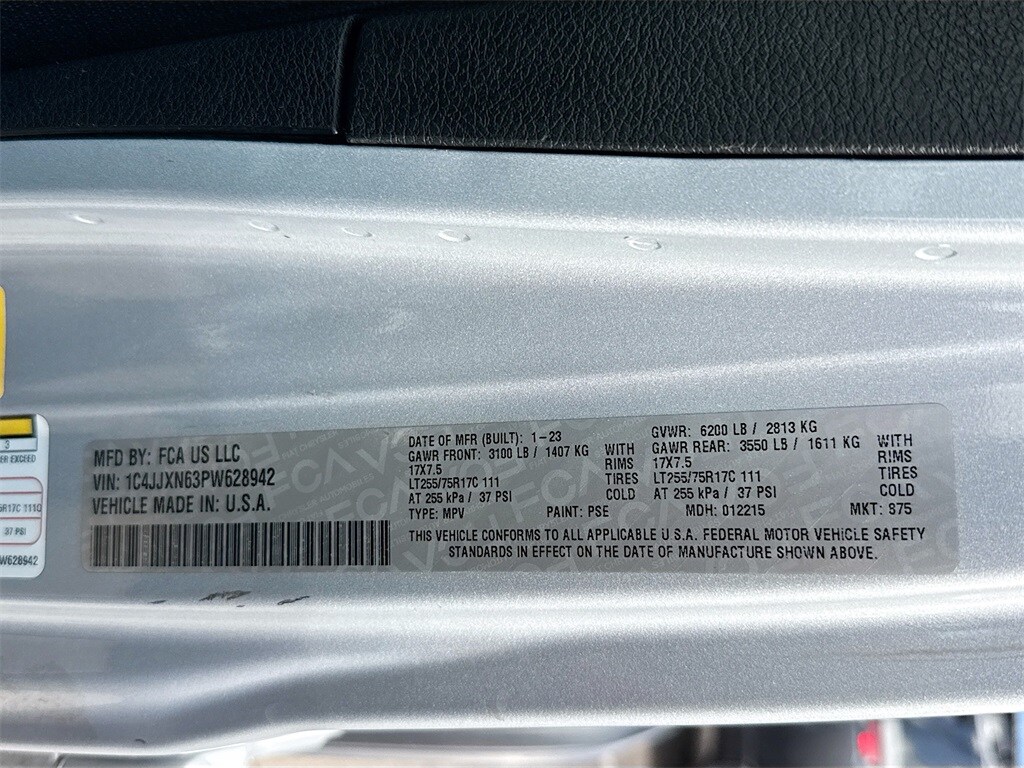 MFD BY: FCA US LLC
VIN: 1C4JJXN63PW628942
VEHICLE MADE IN U.S.A.
DATE OF MFR (BUILT): 1-23
GAWR FRONT: 3100 LB / 1407 KG WITH
17X7.5 RIMS
LT255/75R17C 111 TIRES
AT 255 kPa / 37 PSI COLD
TYPE: MPV PAINT: PSE
GVWR: 6200 LB / 2813 KG
GAWR REAR: 3550 LB / 1611 KG WITH
17X7.5 RIMS
LT255/75R17C 111 TIRES
AT 255 kPa / 37 PSI COLD
MDH: 012215 MKT: S75
THIS VEHICLE CONFORMS TO ALL APPLICABLE U.S.A. FEDERAL MOTOR VEHICLE SAFETY
STANDARDS IN EFFECT ON THE DATE OF MANUFACTURE SHOWN ABOVE.
3
EXCEED
37 PSI
W628942